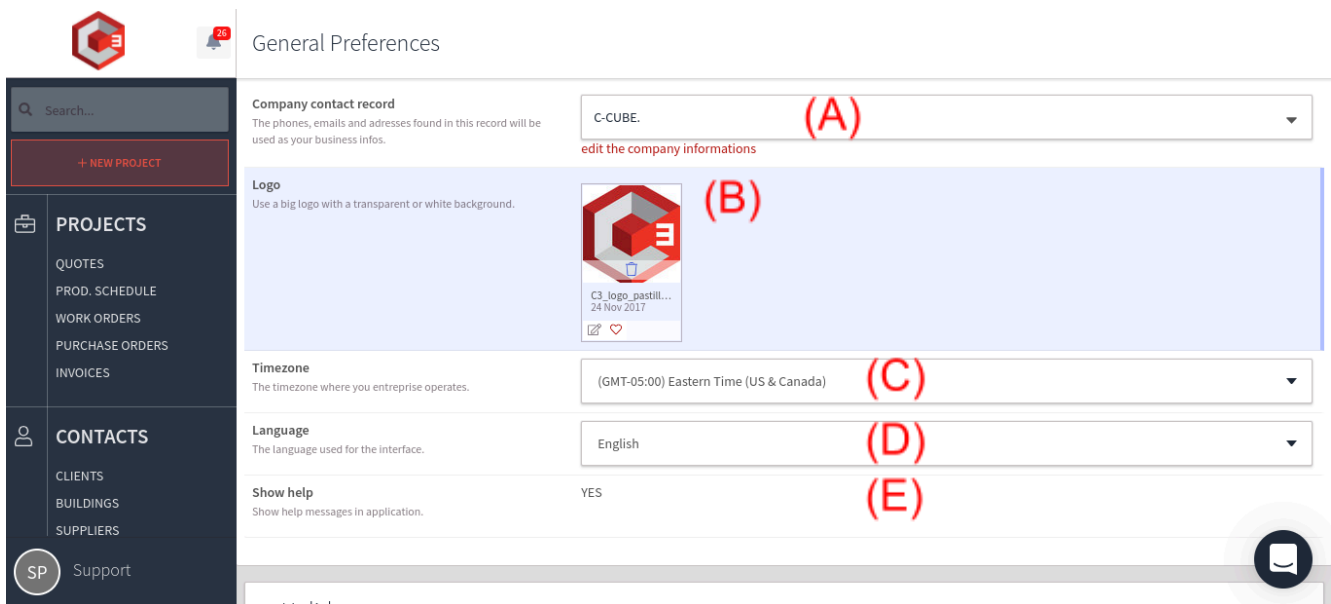 3
26
General Preferences
Search...
+ NEW PROJECT
PROJECTS
QUOTES
PROD. SCHEDULE
WORK ORDERS
PURCHASE ORDERS
INVOICES
CONTACTS
CLIENTS
BUILDINGS
SUPPLIERS
SP Support
Company contact record
The phones, emails and adresses found in this record will be
used as your business infos.
C-CUBE. (A)
edit the company informations
Logo
Use a big logo with a transparent or white background.
(B)
3
C3_logo_pastill...
24 Nov 2017
Timezone
The timezone where you entreprise operates.
(GMT-05:00) Eastern Time (US & Canada) (C)
Language
The language used for the interface.
English (D)
Show help
Show help messages in application.
YES (E)